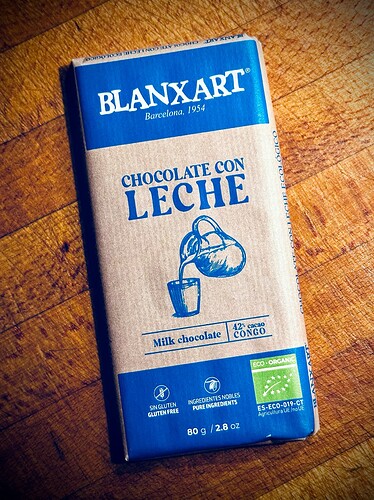 BLANXART®
Barcelona, 1954
CHOCOLATE CON
LECHE
Milk chocolate
42% cacao
CONGO
SIN GLUTEN
GLUTEN FREE
INGREDIENTES NOBLES
PURE INGREDIENTS
ECO - ORGANIC
ES-ECO-019-CT
Agricultura UE/no UE
80 g / 2.8 oz